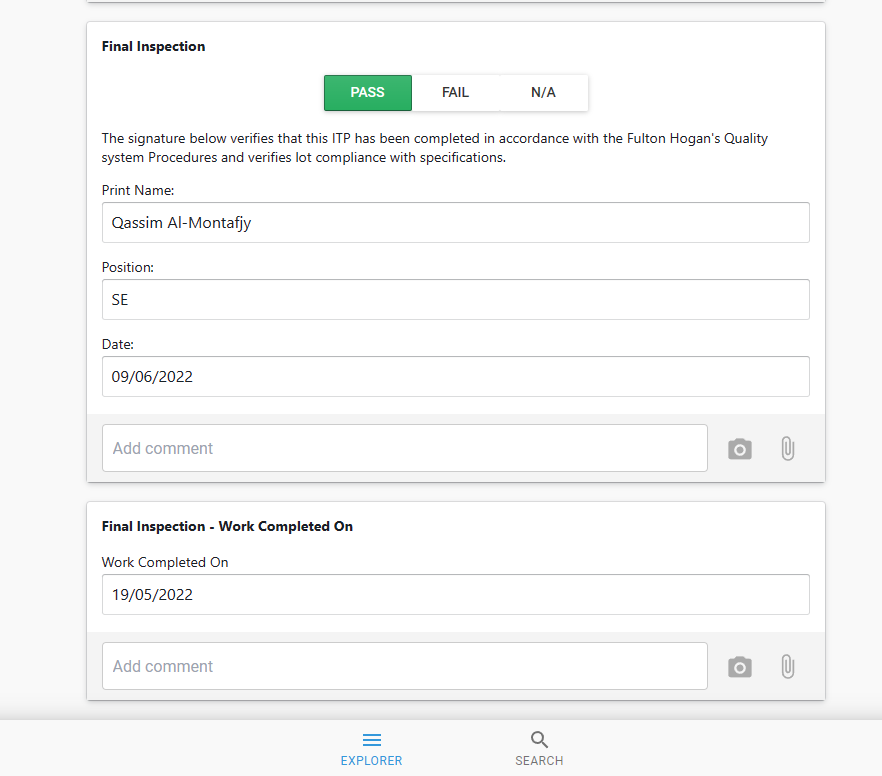 Final Inspection
PASS FAIL N/A
The signature below verifies that this ITP has been completed in accordance with the Fulton Hogan's Quality
system Procedures and verifies lot compliance with specifications.
Print Name:
Qassim Al-Montafjy
Position:
SE
Date:
09/06/2022
Add comment
Final Inspection - Work Completed On
Work Completed On
19/05/2022
Add comment
EXPLORER SEARCH